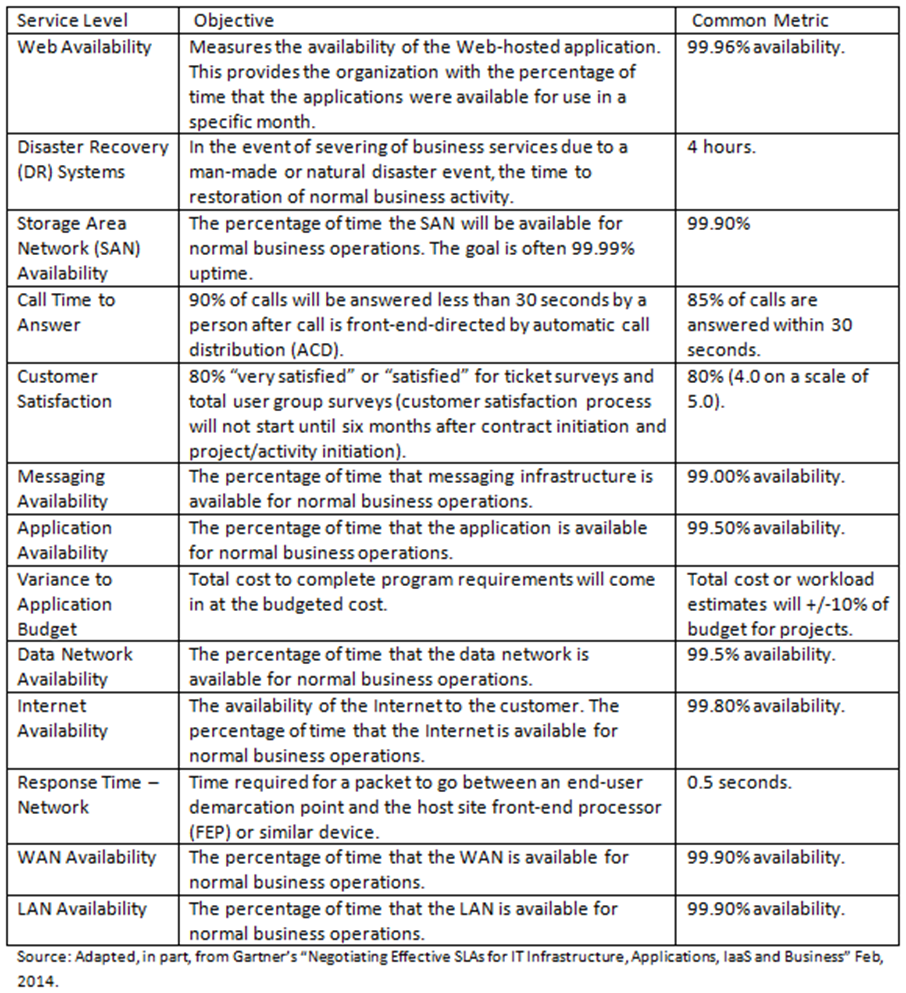 Service Level Objective Common Metric
Web Availability Measures the availability of the Web-hosted application. 99.96% availability.
This provides the organization with the percentage of
time that the applications were available for use in a
specific month.
Disaster Recovery In the event of severing of business services due to a 4 hours.
(DR) Systems man-made or natural disaster event, the time to
restoration of normal business activity.
Storage Area The percentage of time the SAN will be available for 99.90%
Network (SAN) normal business operations. The goal is often 99.99%
Availability uptime.
Call Time to 90% of calls will be answered less than 30 seconds by a 85% of calls are
Answer person after call is front-end-directed by automatic call answered within 30
distribution (ACD). seconds.
Customer 80% “very satisfied” or “satisfied” for ticket surveys and 80% (4.0 on a scale of
Satisfaction total user group surveys (customer satisfaction process 5.0).
will not start until six months after contract initiation and
project/activity initiation).
Messaging The percentage of time that messaging infrastructure is 99.00% availability.
Availability available for normal business operations.
Application The percentage of time that the application is available 99.50% availability.
Availability for normal business operations.
Variance to Total cost to complete program requirements will come Total cost or workload
Application in at the budgeted cost. estimates will +/-10% of
Budget budget for projects.
Data Network The percentage of time that the data network is 99.5% availability.
Availability available for normal business operations.
Internet The availability of the Internet to the customer. The 99.80% availability.
Availability percentage of time that the Internet is available for
normal business operations.
Response Time – Time required for a packet to go between an end-user 0.5 seconds.
Network demarcation point and the host site front-end processor
(FEP) or similar device.
WAN Availability The percentage of time that the WAN is available for 99.90% availability.
normal business operations.
LAN Availability The percentage of time that the LAN is available for 99.90% availability.
normal business operations.
Source: Adapted, in part, from Gartner’s “Negotiating Effective SLAs for IT Infrastructure, Applications, IaaS and Business” Feb,
2014.